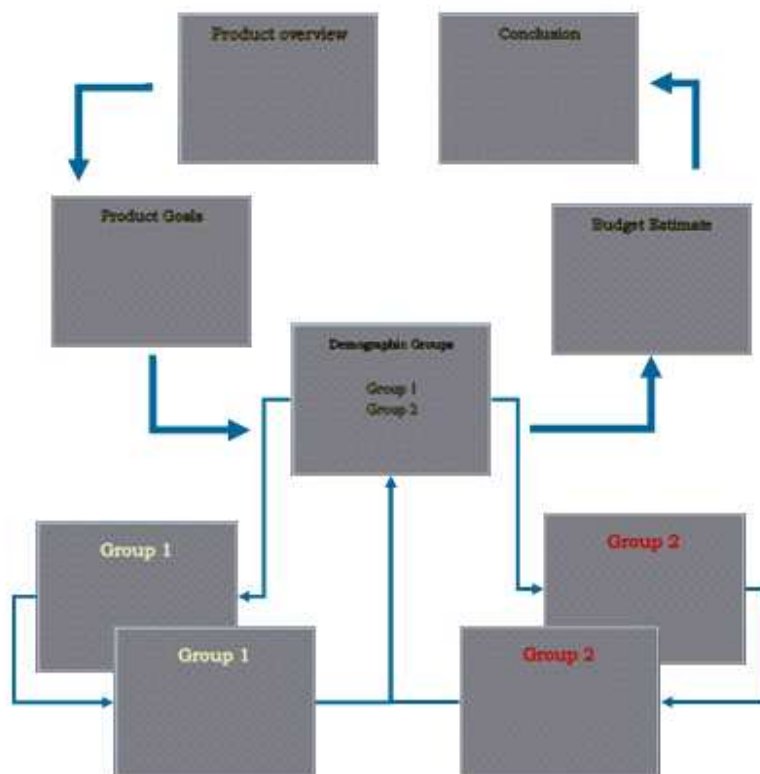 Product overview
Conclusion
Product Goals
Budget Estimate
Demographic Groups
Group 1
Group 2
Group 1
Group 2
Group 1
Group 2